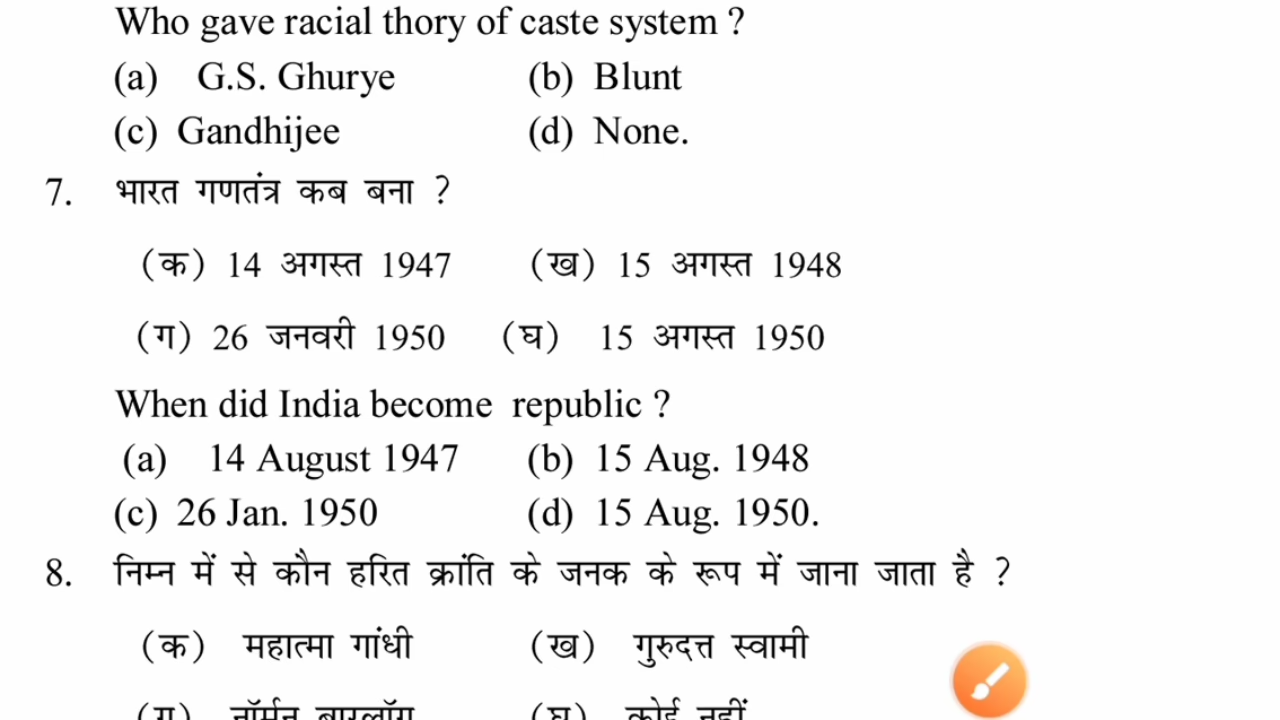 Who gave racial thory of caste system ?
(a) G.S. Ghurye (b) Blunt
(c) Gandhijee (d) None.
7. भारत गणतंत्र कब बना ?
(क) 14 अगस्त 1947 (ख) 15 अगस्त 1948
(ग) 26 जनवरी 1950 (घ) 15 अगस्त 1950
When did India become republic ?
(a) 14 August 1947 (b) 15 Aug. 1948
(c) 26 Jan. 1950 (d) 15 Aug. 1950.
8. निम्न में से कौन हरित क्रांति के जनक के रूप में जाना जाता है ?
(क) महात्मा गांधी (ख) गुरुदत्त स्वामी
(ग) नॉर्मन बारलॉग (घ) कोई नहीं